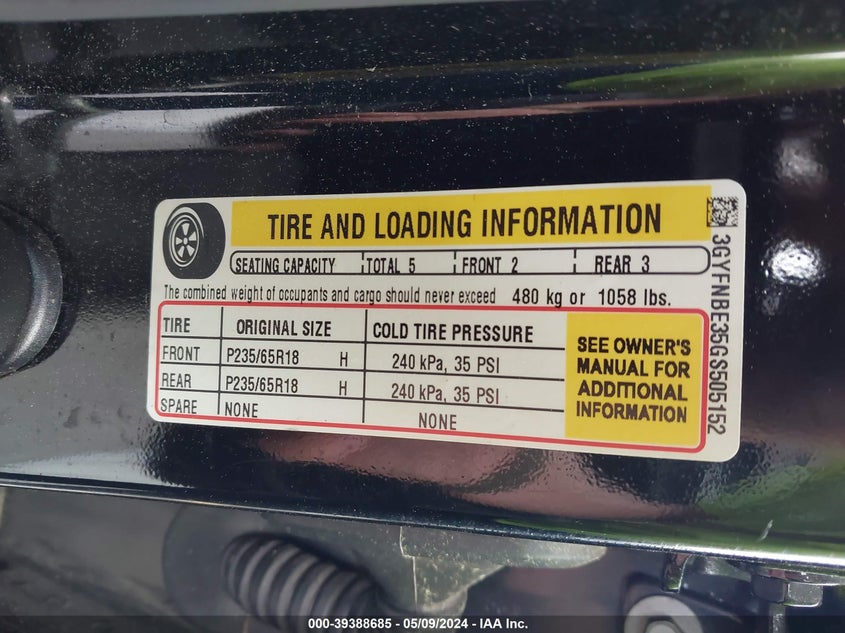 TIRE AND LOADING INFORMATION
SEATING CAPACITY TOTAL 5 FRONT 2 REAR 3
The combined weight of occupants and cargo should never exceed 480 kg or 1058 lbs.
TIRE ORIGINAL SIZE COLD TIRE PRESSURE
FRONT P235/65R18 H 240 kPa, 35 PSI
REAR P235/65R18 H 240 kPa, 35 PSI
SPARE NONE NONE
SEE OWNER'S
MANUAL FOR
ADDITIONAL
INFORMATION
3GYFNBE35GS505152
000-39388685 - 05/09/2024 - IAA Inc.